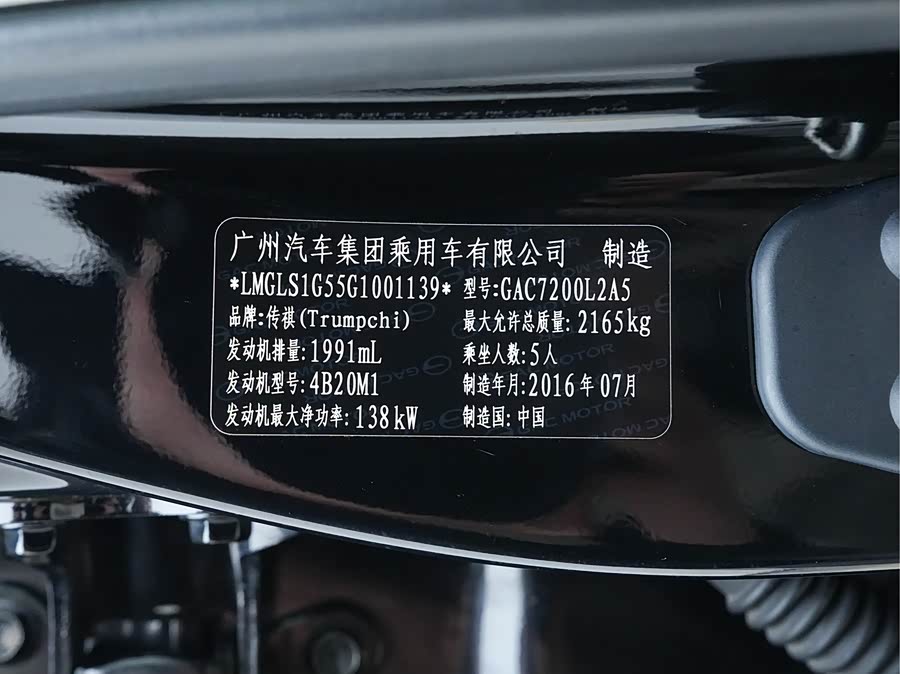 广州汽车集团乘用车有限公司 制造
*LMGLS1G55G1001139* 型号:GAC7200L2A5
品牌:传祺(Trumpchi) 最大允许总质量: 2165kg
发动机排量:1991mL 乘坐人数:5人
发动机型号:4B20M1 制造年月:2016年07月
发动机最大净功率:138kW 制造国:中国
GAC MOTOR